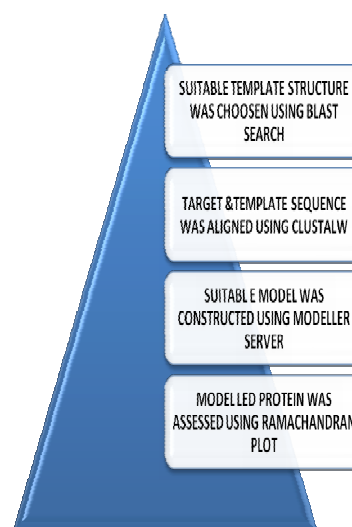 SUITABLE TEMPLATE STRUCTURE
WAS CHOOSEN USING BLAST
SEARCH
TARGET &TEMPLATE SEQUENCE
WAS ALIGNED USING CLUSTALW
SUITABL E MODEL WAS
CONSTRUCTED USING MODELLER
SERVER
MODEL LED PROTEIN WAS
ASSESSED USING RAMACHANDRAN
PLOT